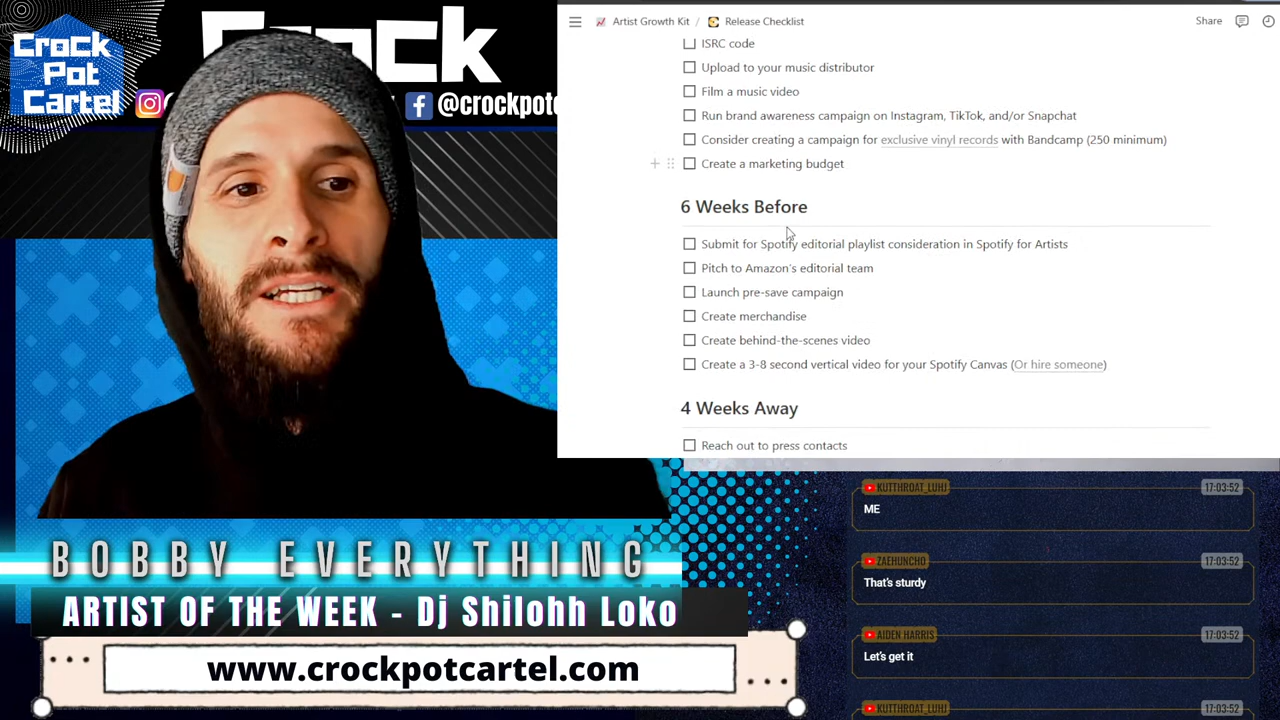 Crock
Pot
Cartel
ck
@crockpot
Artist Growth Kit / Release Checklist
Share
ISRC code
Upload to your music distributor
Film a music video
Run brand awareness campaign on Instagram, TikTok, and/or Snapchat
Consider creating a campaign for exclusive vinyl records with Bandcamp (250 minimum)
Create a marketing budget
6 Weeks Before
Submit for Spotify editorial playlist consideration in Spotify for Artists
Pitch to Amazon's editorial team
Launch pre-save campaign
Create merchandise
Create behind-the-scenes video
Create a 3-8 second vertical video for your Spotify Canvas (Or hire someone)
4 Weeks Away
Reach out to press contacts
BOBBY EVERYTHING
ARTIST OF THE WEEK - Dj Shilohh Loko
www.crockpotcartel.com
KUTTHROAT_LUHJ 17:03:52
ME
ZAEHUNCHO 17:03:52
That's sturdy
AIDEN HARRIS 17:03:52
Let's get it
KUTTHROAT_LUHJ 17:03:52